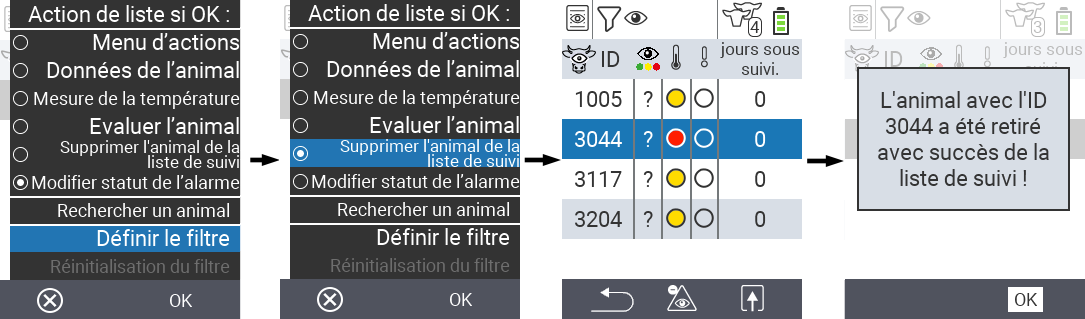 Action de liste si OK :
Menu d'actions
Données de l'animal
Mesure de la température
Evaluer l'animal
Supprimer l'animal de la
liste de suivi
Modifier statut de l'alarme
Rechercher un animal
Définir le filtre
Réinitialisation du filtre
OK
Action de liste si OK :
Menu d'actions
Données de l'animal
Mesure de la température
Evaluer l'animal
Supprimer l'animal de la
liste de suivi
Modifier statut de l'alarme
Rechercher un animal
Définir le filtre
Réinitialisation du filtre
OK
4
ID jours sous
suivi.
1005 ? 0
3044 ? 0
3117 ? 0
3204 ? 0
3
ID jours sous
suivi.
L'animal avec l'ID
3044 a été retiré
avec succès de la
liste de suivi !
OK